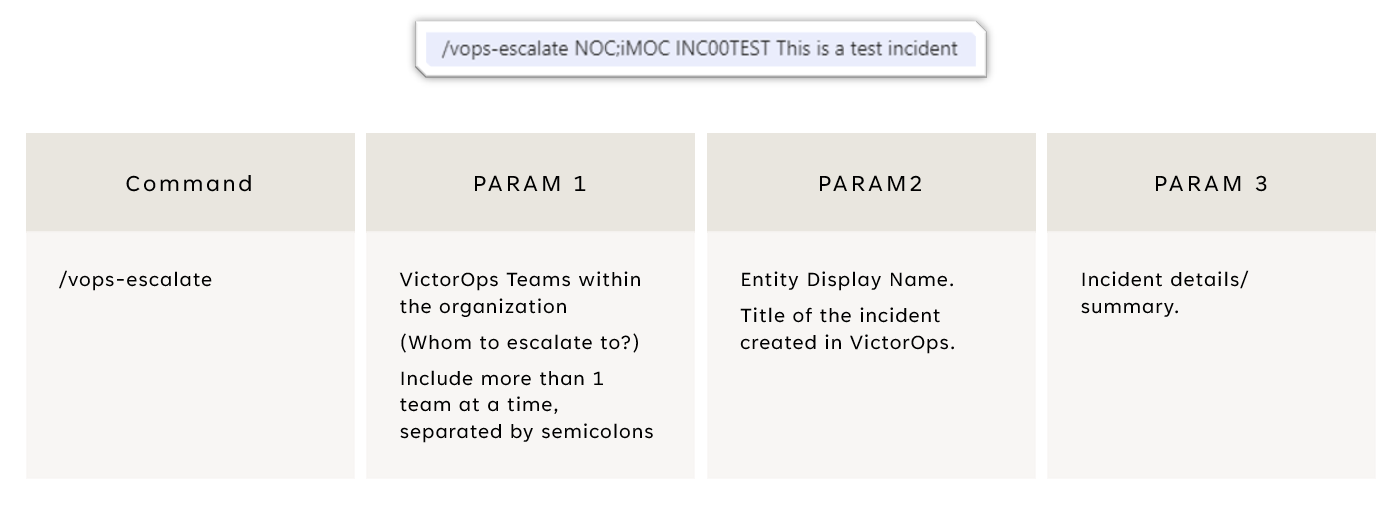 /vops-escalate NOC;iMOC INC00TEST This is a test incident
Command
PARAM 1
PARAM2
PARAM 3
/vops-escalate
VictorOps Teams within
the organization
(Whom to escalate to?)
Include more than 1
team at a time,
separated by semicolons
Entity Display Name.
Title of the incident
created in VictorOps.
Incident details/
summary.